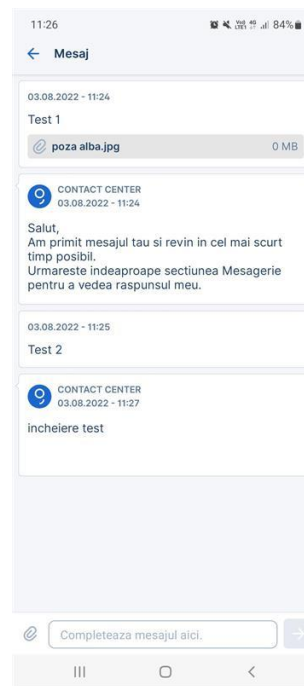 11:26
84%
Mesaj
03.08.2022 - 11:24
Test 1
poza alba.jpg 0 MB
CONTACT CENTER
03.08.2022 - 11:24
Salut,
Am primit mesajul tau si revin in cel mai scurt
timp posibil.
Urmareste indeaproape sectiunea Mesagerie
pentru a vedea raspunsul meu.
03.08.2022 - 11:25
Test 2
CONTACT CENTER
03.08.2022 - 11:27
incheiere test
Completeaza mesajul aici.